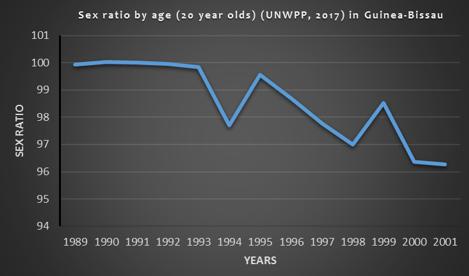 Sex ratio by age (20 year olds) (UNWPP, 2017) in Guinea-Bissau
101
100
99
98
97
96
95
94
SEX RATIO
1989 1990 1991 1992 1993 1994 1995 1996 1997 1998 1999 2000 2001
YEARS